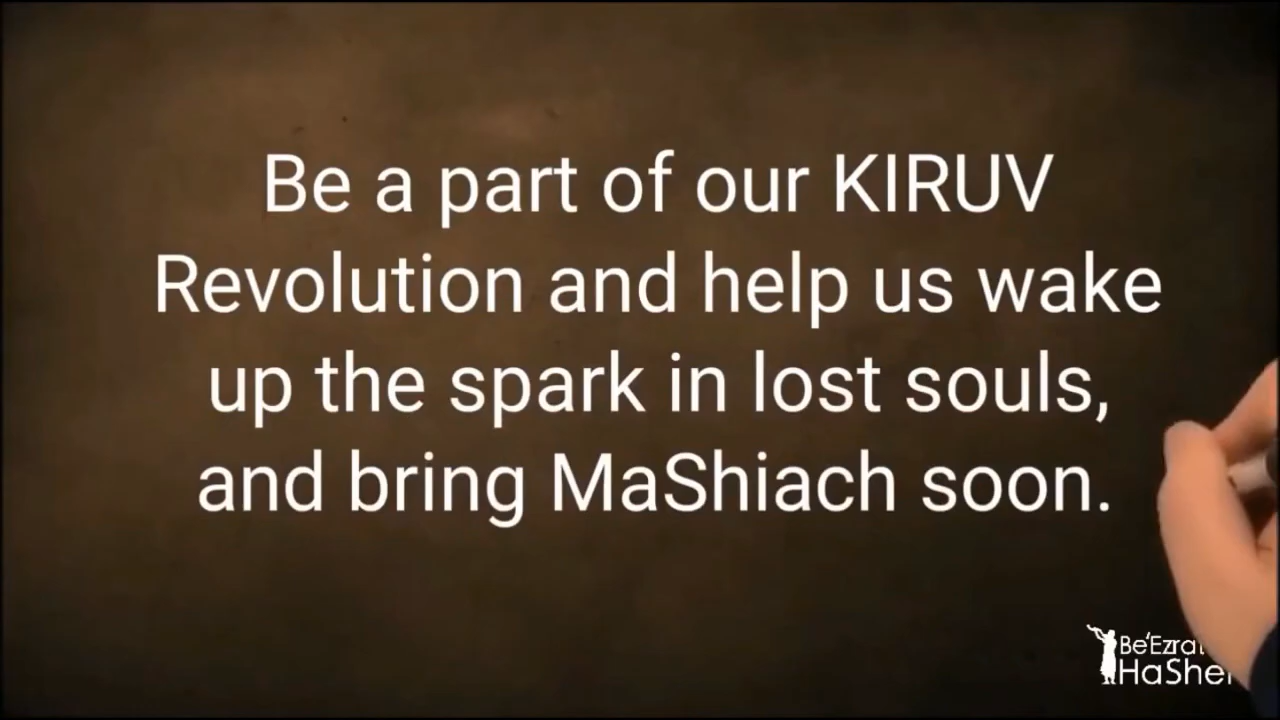 Be a part of our KIRUV
Revolution and help us wake
up the spark in lost souls,
and bring MaShiach soon.